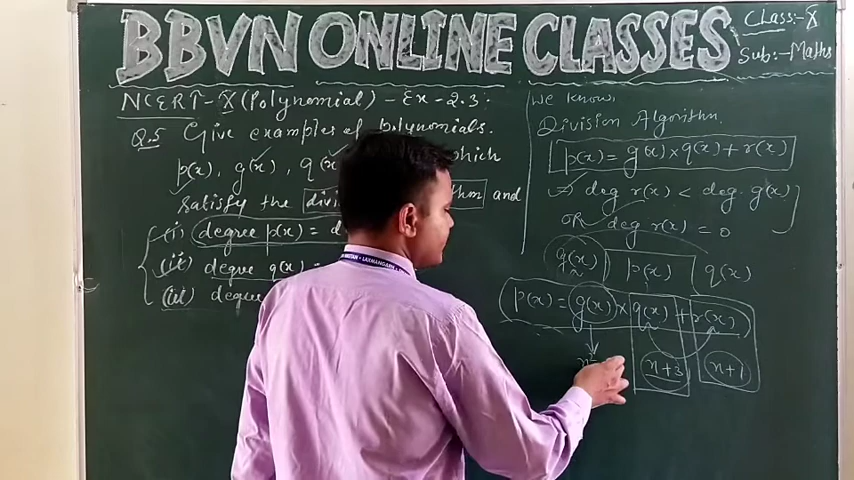 BBVN ONLINE CLASSES
Class:- X
Sub:- Maths
NCERT-X (Polynomial) - Ex-2.3.
Q.5 Give examples of polynomials.
p(x), g(x), q(x) which
satisfy the and
(i) degree p(x) =
(ii) degree q(x) =
(iii) degree
We know,
Division Algorithm.
p(x) = g(x) × q(x) + r(x)
⇒ deg r(x) < deg g(x)
OR deg r(x) = 0
g(x) p(x) q(x)
p(x) = g(x) × q(x) + r(x)
x+3 x+1